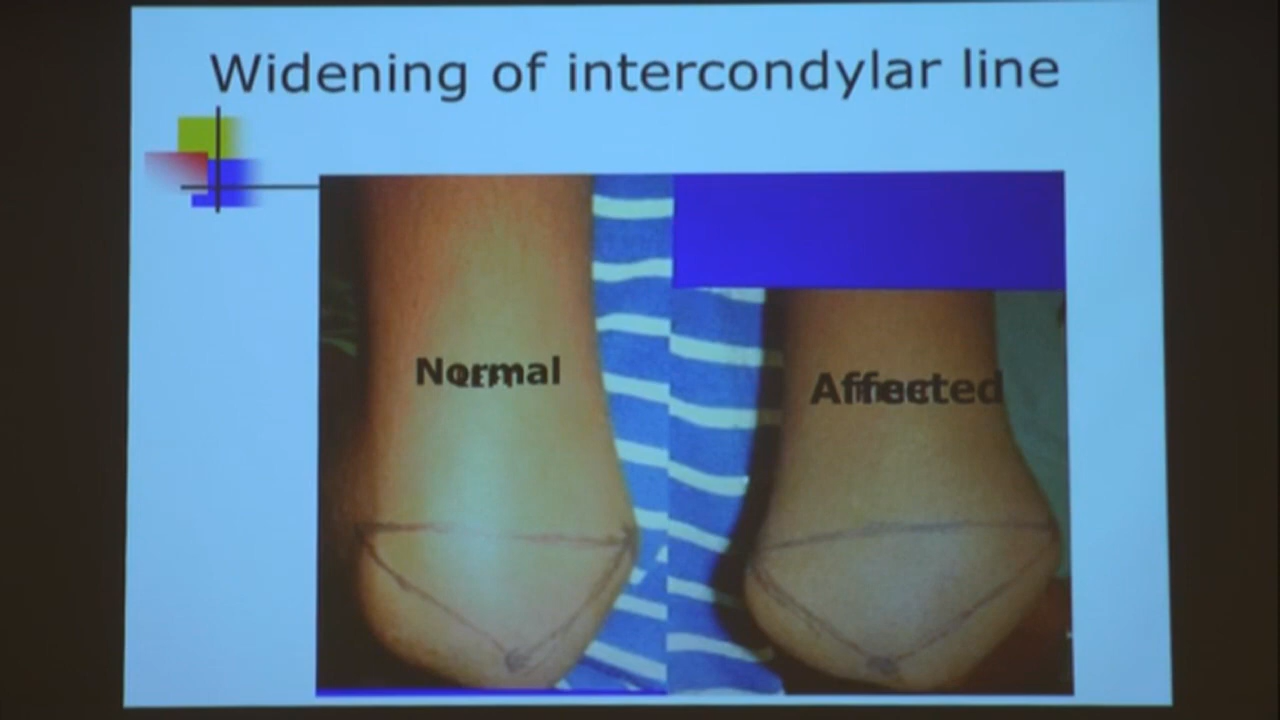 Widening of intercondylar line
Normal
Affected